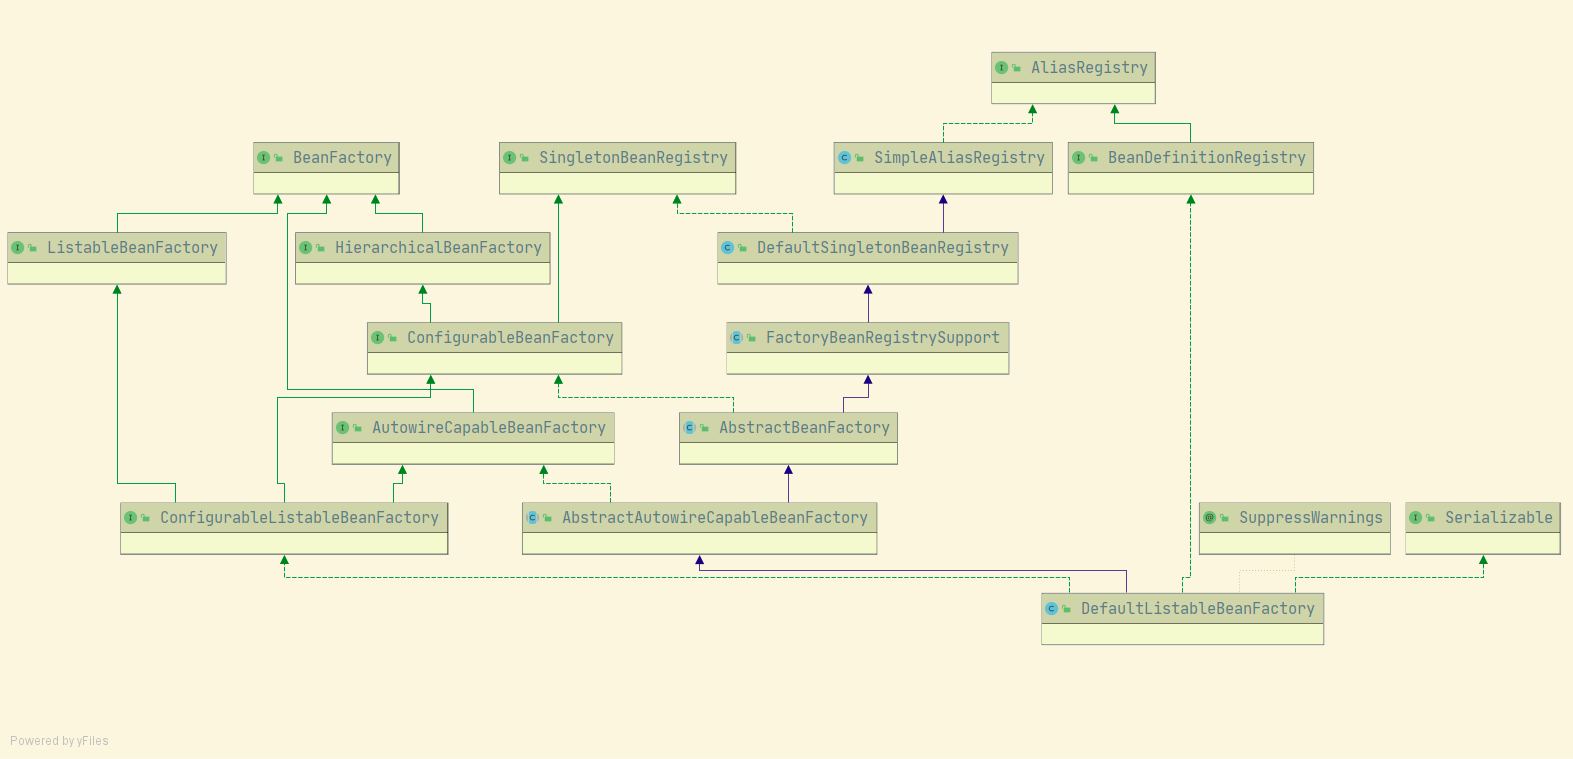 AliasRegistry
BeanFactory
SingletonBeanRegistry
SimpleAliasRegistry
BeanDefinitionRegistry
ListableBeanFactory
HierarchicalBeanFactory
DefaultSingletonBeanRegistry
ConfigurableBeanFactory
FactoryBeanRegistrySupport
AutowireCapableBeanFactory
AbstractBeanFactory
ConfigurableListableBeanFactory
AbstractAutowireCapableBeanFactory
SuppressWarnings
Serializable
DefaultListableBeanFactory
Powered by yFiles